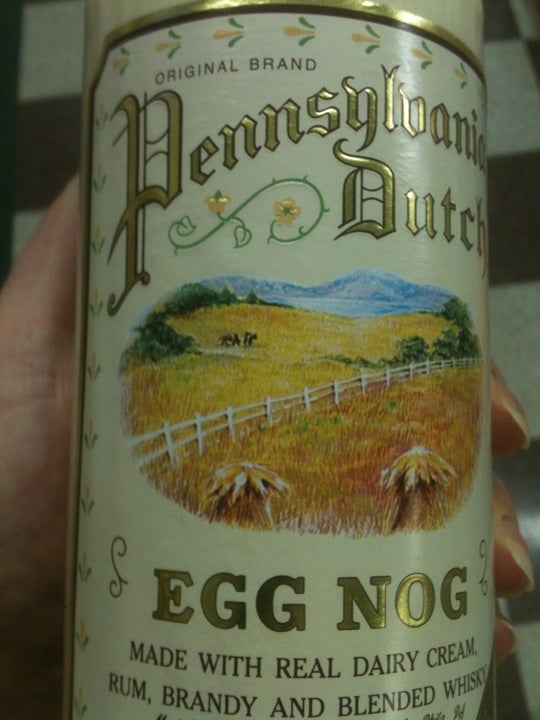 ORIGINAL BRAND
Pennsylvania
Dutch
EGG NOG
MADE WITH REAL DAIRY CREAM,
RUM, BRANDY AND BLENDED WHISKY